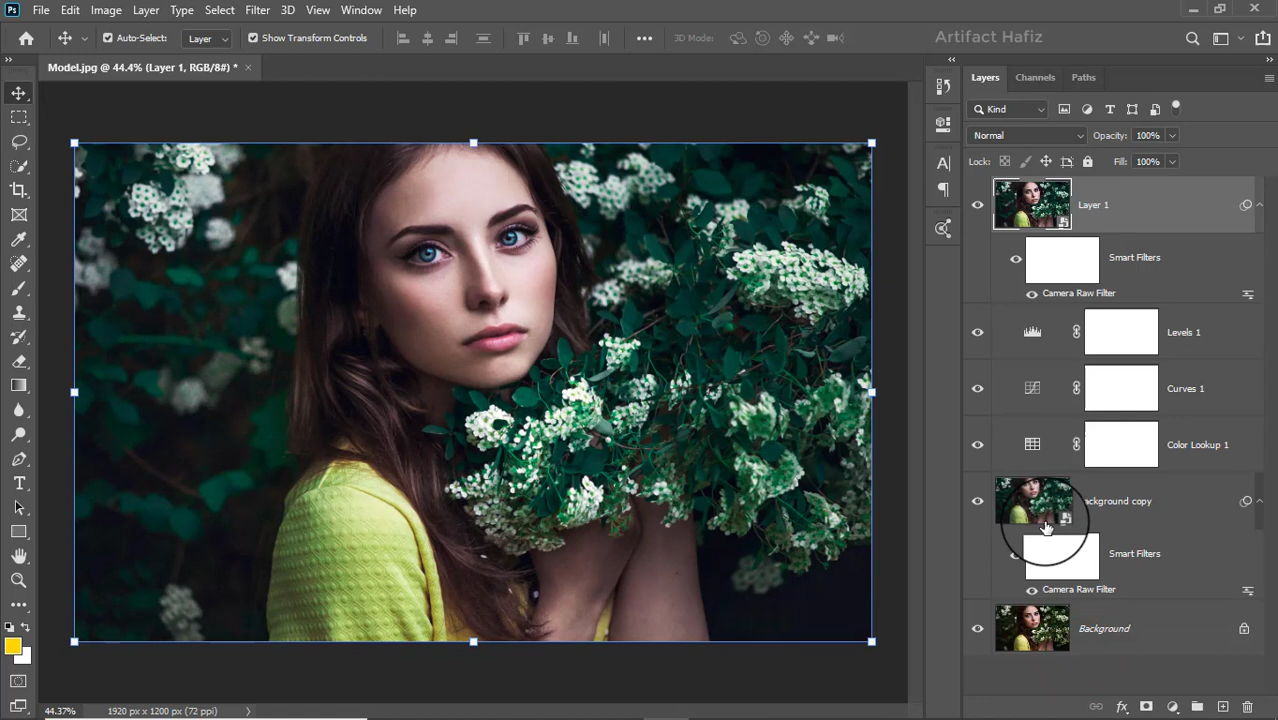 Ps File Edit Image Layer Type Select Filter 3D View Window Help
Auto-Select: Layer Show Transform Controls 3D Mode: Artifact Hafiz
Model.jpg @ 44.4% (Layer 1, RGB/8#) *
Layers Channels Paths
Kind
Normal Opacity: 100%
Lock: Fill: 100%
Layer 1
Smart Filters
Camera Raw Filter
Levels 1
Curves 1
Color Lookup 1
ackground copy
Smart Filters
Camera Raw Filter
Background
44.37% 1920 px x 1200 px (72 ppi)